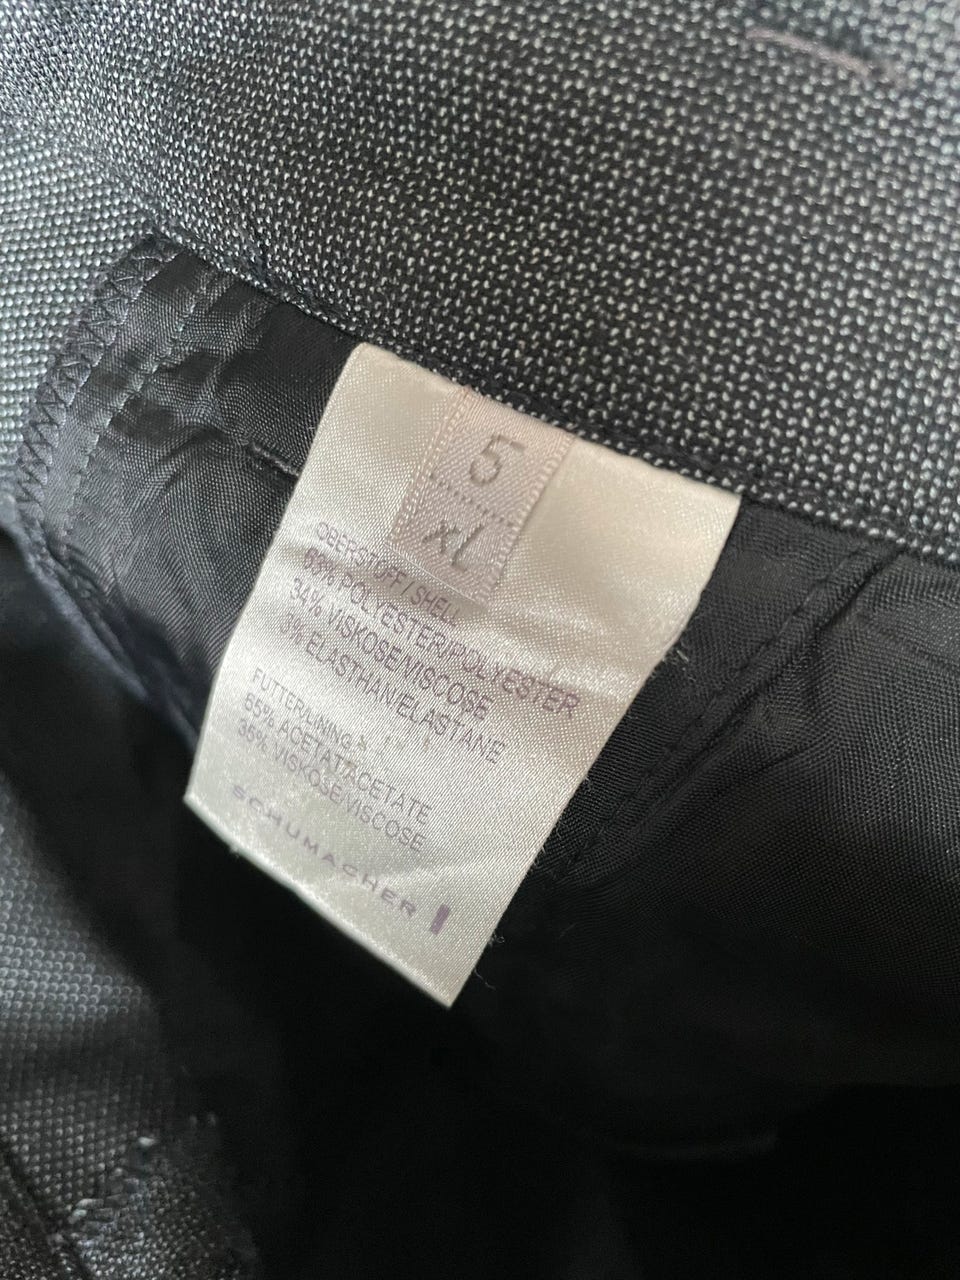 5
XL
OBERSTOFF / SHELL
63% POLYESTER/POLYESTER
34% VISKOSE/VISCOSE
3% ELASTHAN/ELASTANE
FUTTER/LINING
65% ACETAT/ACETATE
35% VISKOSE/VISCOSE
SCHUMACHER